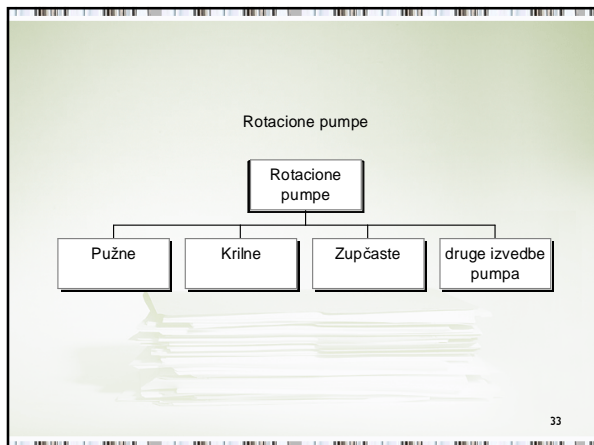 Rotacione pumpe
Rotacione
pumpe
Pužne
Krilne
Zupčaste
druge izvedbe
pumpa
33